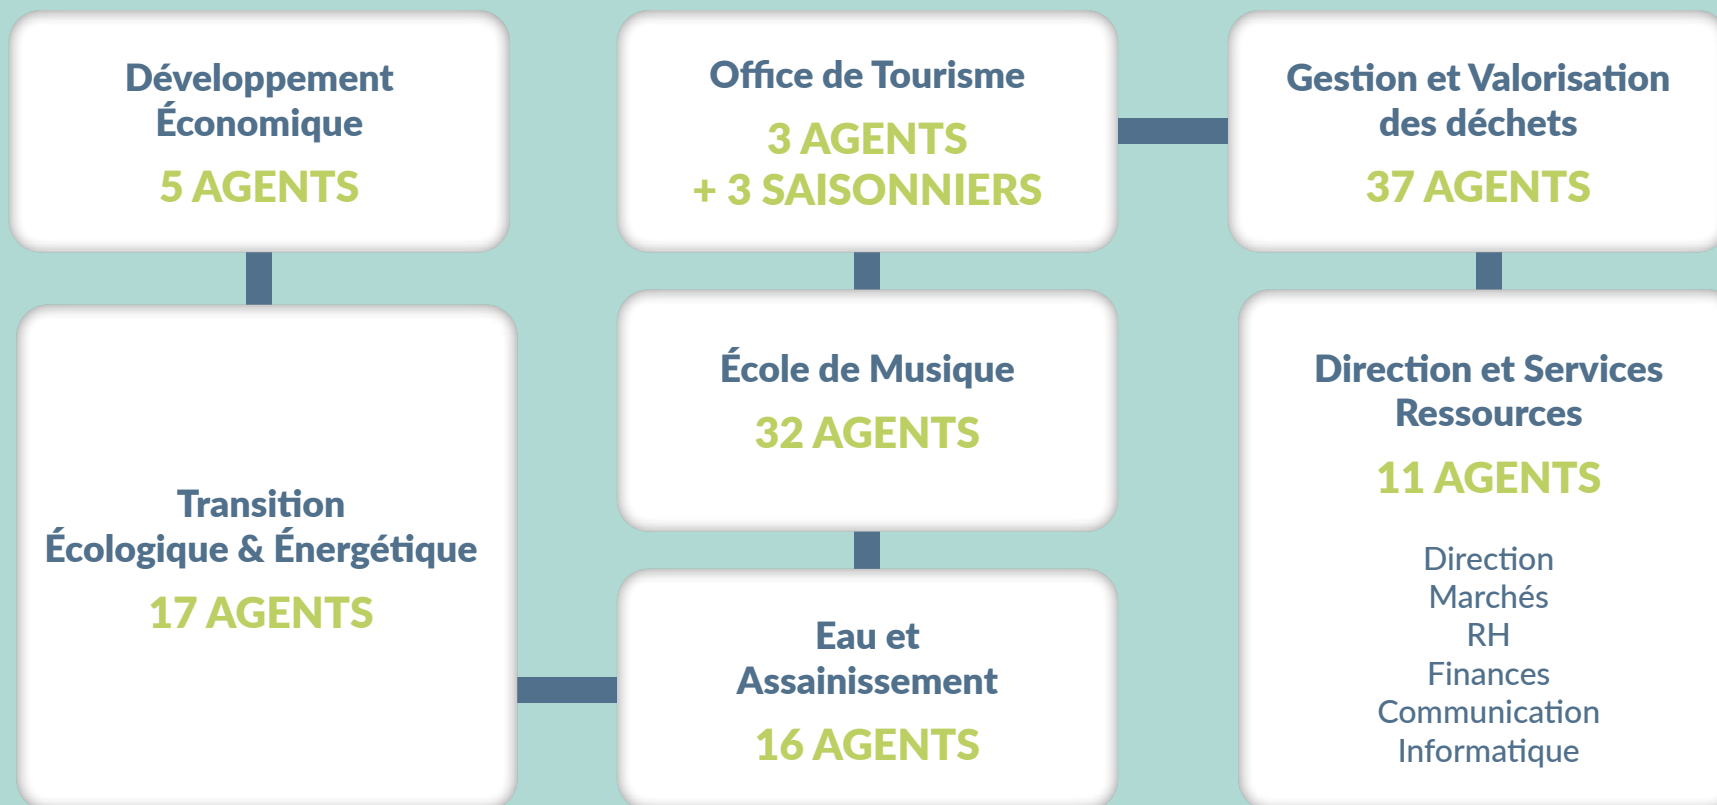 Développement
Économique
5 AGENTS
Office de Tourisme
3 AGENTS
+ 3 SAISONNIERS
Gestion et Valorisation
des déchets
37 AGENTS
Transition
Écologique & Énergétique
17 AGENTS
École de Musique
32 AGENTS
Eau et
Assainissement
16 AGENTS
Direction et Services
Ressources
11 AGENTS
Direction
Marchés
RH
Finances
Communication
Informatique